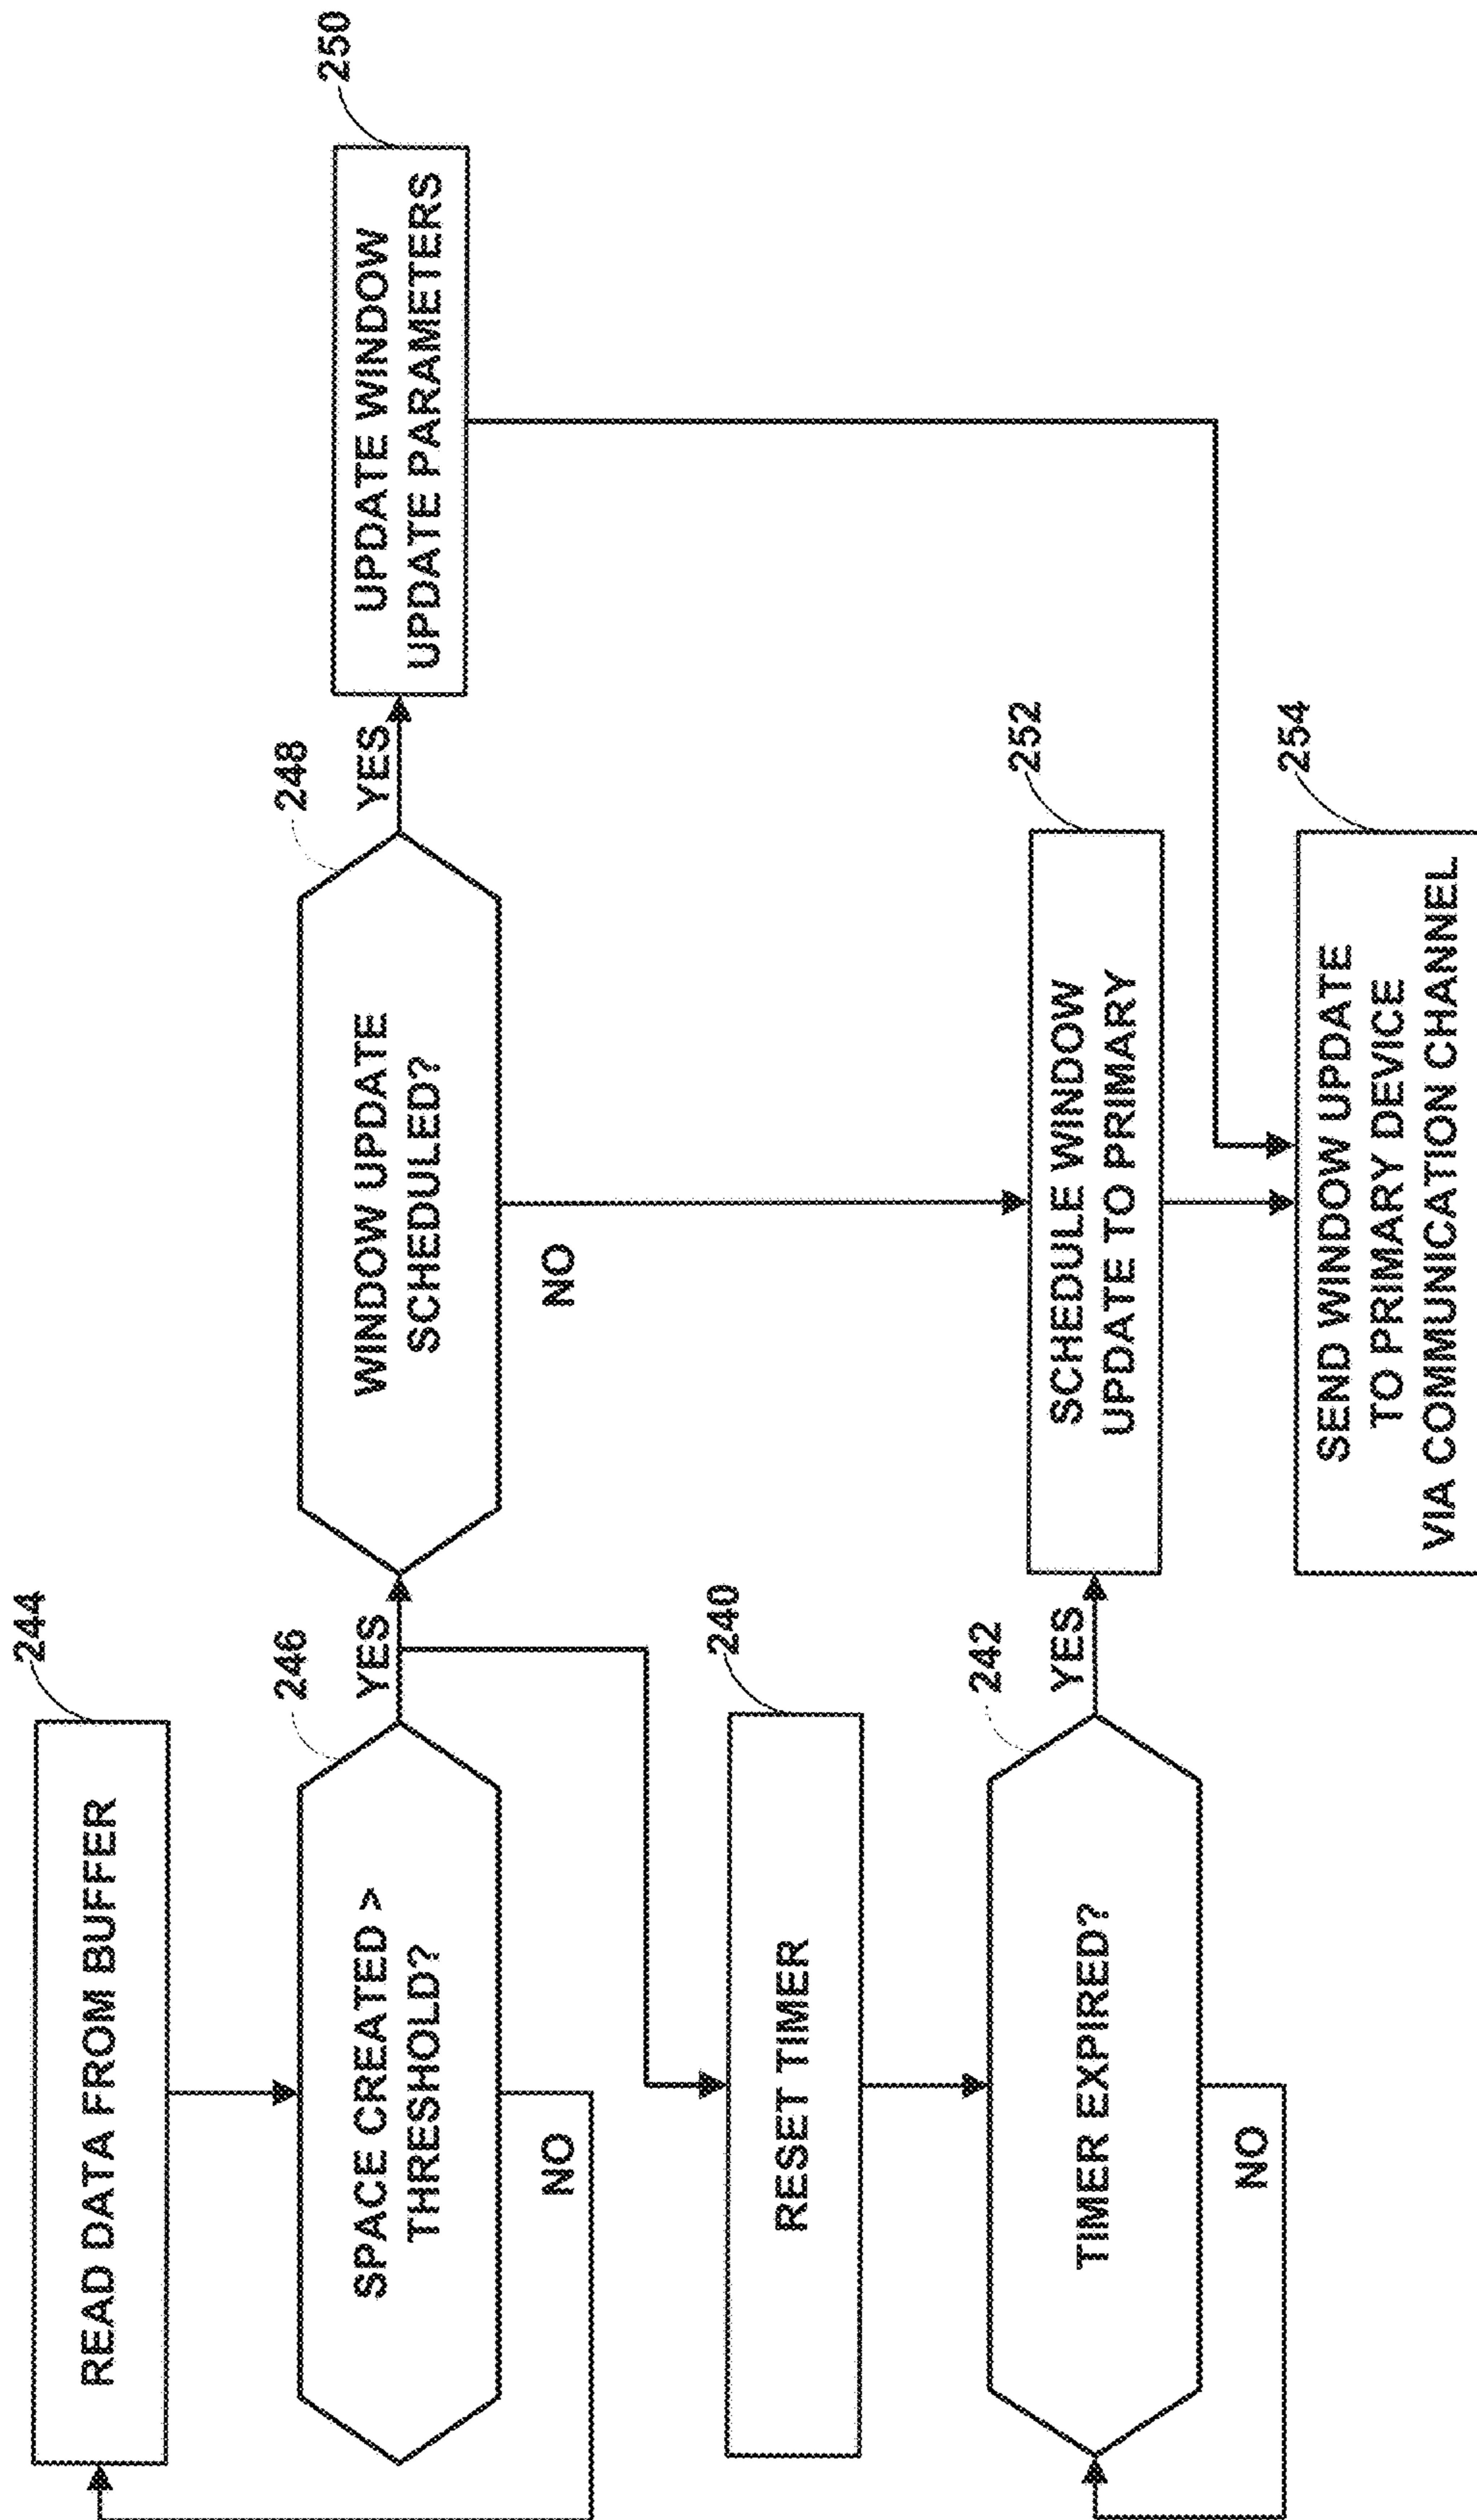 244
READ DATA FROM BUFFER
246
SPACE CREATED >
THRESHOLD?
YES
NO
248
WINDOW UPDATE
SCHEDULED?
YES
NO
250
UPDATE WINDOW
UPDATE PARAMETERS
240
RESET TIMER
242
TIMER EXPIRED?
YES
NO
252
SCHEDULE WINDOW
UPDATE TO PRIMARY
254
SEND WINDOW UPDATE
TO PRIMARY DEVICE
VIA COMMUNICATION CHANNEL